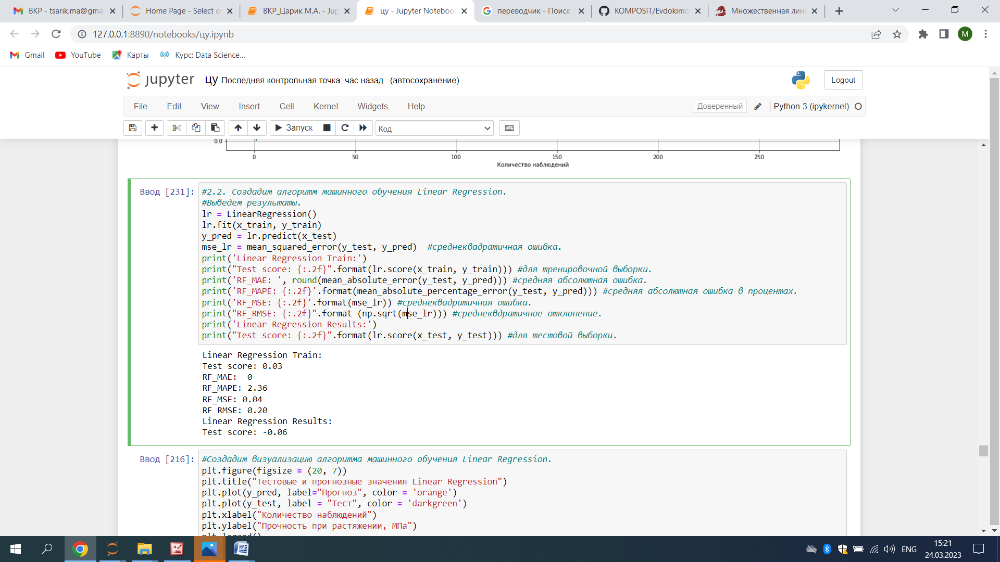 BKP - tsarik.ma@gma
Home Page - Select o
BKP_Царик М.А. - Jup
цу - Jupyter Notebook
переводчик - Поиск
KOMPOSIT/Evdokimo
Множественная лин
127.0.0.1:8890/notebooks/цу.ipynb
M
Gmail
YouTube
Карты
Курс: Data Science...
jupyter цу Последняя контрольная точка: час назад (автосохранение)
Logout
File Edit View Insert Cell Kernel Widgets Help
Доверенный
Python 3 (ipykernel)
Запуск
Код
0.0
0 50 100 150 200 250
Количество наблюдений
Ввод [231]:
#2.2. Создадим алгоритм машинного обучения Linear Regression.
#Выведем результаты.
lr = LinearRegression()
lr.fit(x_train, y_train)
y_pred = lr.predict(x_test)
mse_lr = mean_squared_error(y_test, y_pred)  #среднеквадратичная ошибка.
print('Linear Regression Train:')
print("Test score: {:.2f}".format(lr.score(x_train, y_train))) #для тренировочной выборки.
print('RF_MAE: ', round(mean_absolute_error(y_test, y_pred))) #средняя абсолютная ошибка.
print('RF_MAPE: {:.2f}'.format(mean_absolute_percentage_error(y_test, y_pred))) #средняя абсолютная ошибка в процентах.
print('RF_MSE: {:.2f}'.format(mse_lr)) #среднеквадратичная ошибка.
print("RF_RMSE: {:.2f}".format (np.sqrt(mse_lr))) #среднеквдратичное отклонение.
print('Linear Regression Results:')
print("Test score: {:.2f}".format(lr.score(x_test, y_test))) #для тестовой выборки.
Linear Regression Train:
Test score: 0.03
RF_MAE:  0
RF_MAPE: 2.36
RF_MSE: 0.04
RF_RMSE: 0.20
Linear Regression Results:
Test score: -0.06
Ввод [216]:
#Создадим визуализацию алгоритма машинного обучения Linear Regression.
plt.figure(figsize = (20, 7))
plt.title("Тестовые и прогнозные значения Linear Regression")
plt.plot(y_pred, label="Прогноз", color = 'orange')
plt.plot(y_test, label = "Тест", color = 'darkgreen')
plt.xlabel("Количество наблюдений")
plt.ylabel("Прочность при растяжении, МПа")
plt.legend()
ENG
15:21
24.03.2023